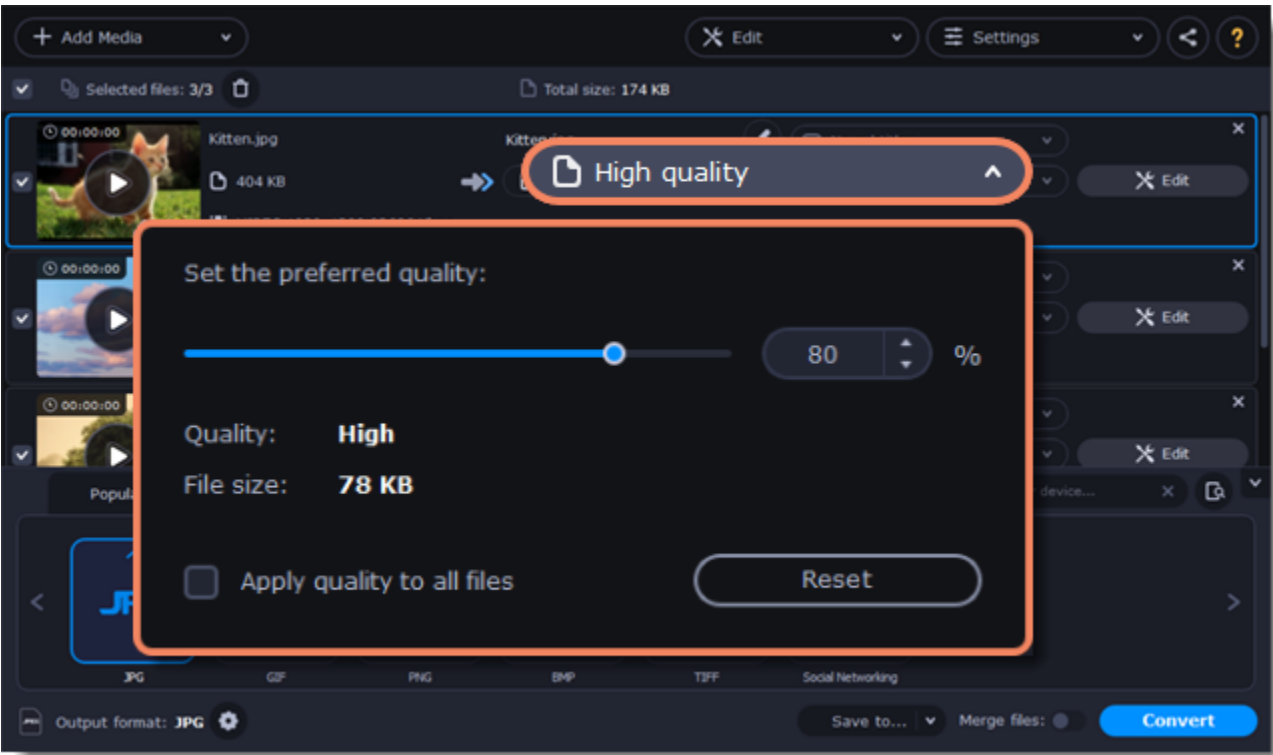 Add Media
Edit
Settings
?
Selected files: 3/3
Total size: 174 KB
00:00:00
Kitten.jpg
404 KB
High quality
Edit
00:00:00
Edit
00:00:00
Edit
Set the preferred quality:
80 %
Quality: High
File size: 78 KB
Apply quality to all files
Reset
device...
JPG
GIF
PNG
BMP
TIFF
Social Networking
Output format: JPG
Save to...
Merge files:
Convert